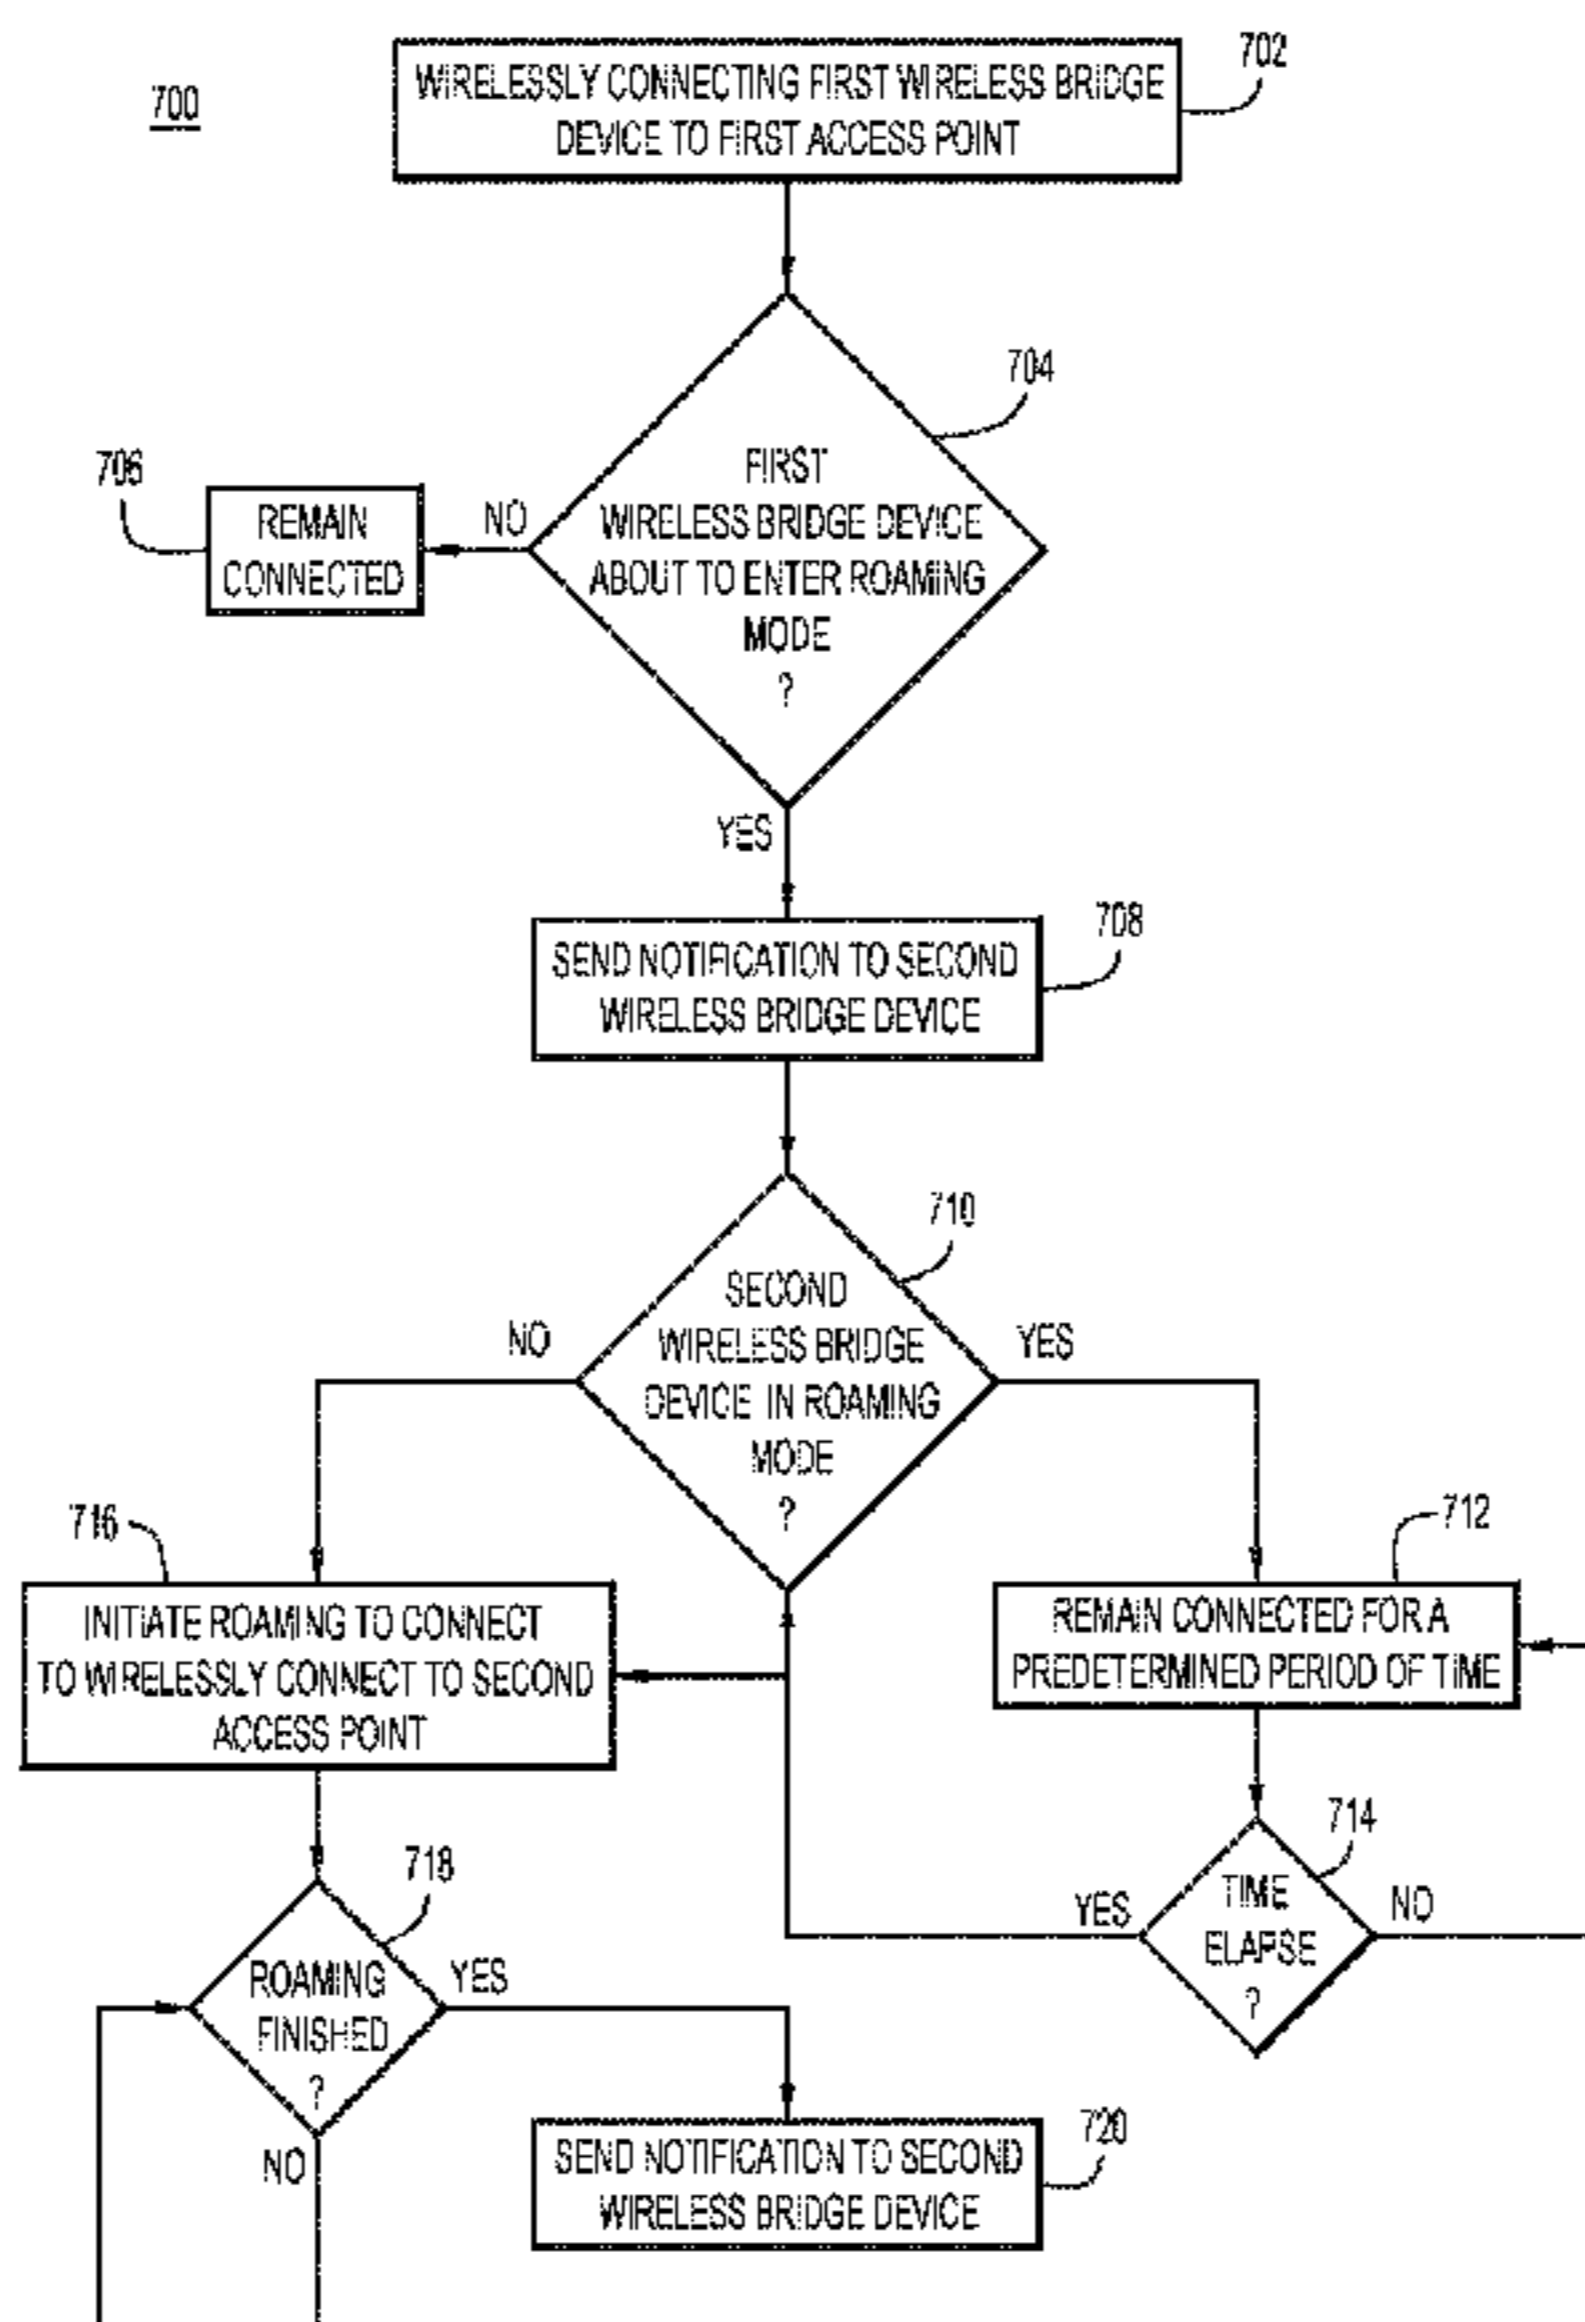 700
WIRELESSLY CONNECTING FIRST WIRELESS BRIDGE
DEVICE TO FIRST ACCESS POINT
702
704
FIRST
WIRELESS BRIDGE DEVICE
ABOUT TO ENTER ROAMING
MODE
?
706
REMAIN
CONNECTED
NO
YES
708
SEND NOTIFICATION TO SECOND
WIRELESS BRIDGE DEVICE
710
SECOND
WIRELESS BRIDGE
DEVICE IN ROAMING
MODE
?
NO
YES
716
INITIATE ROAMING TO CONNECT
TO WIRELESSLY CONNECT TO SECOND
ACCESS POINT
712
REMAIN CONNECTED FOR A
PREDETERMINED PERIOD OF TIME
714
TIME
ELAPSE
?
YES
NO
718
ROAMING
FINISHED
?
YES
NO
720
SEND NOTIFICATION TO SECOND
WIRELESS BRIDGE DEVICE